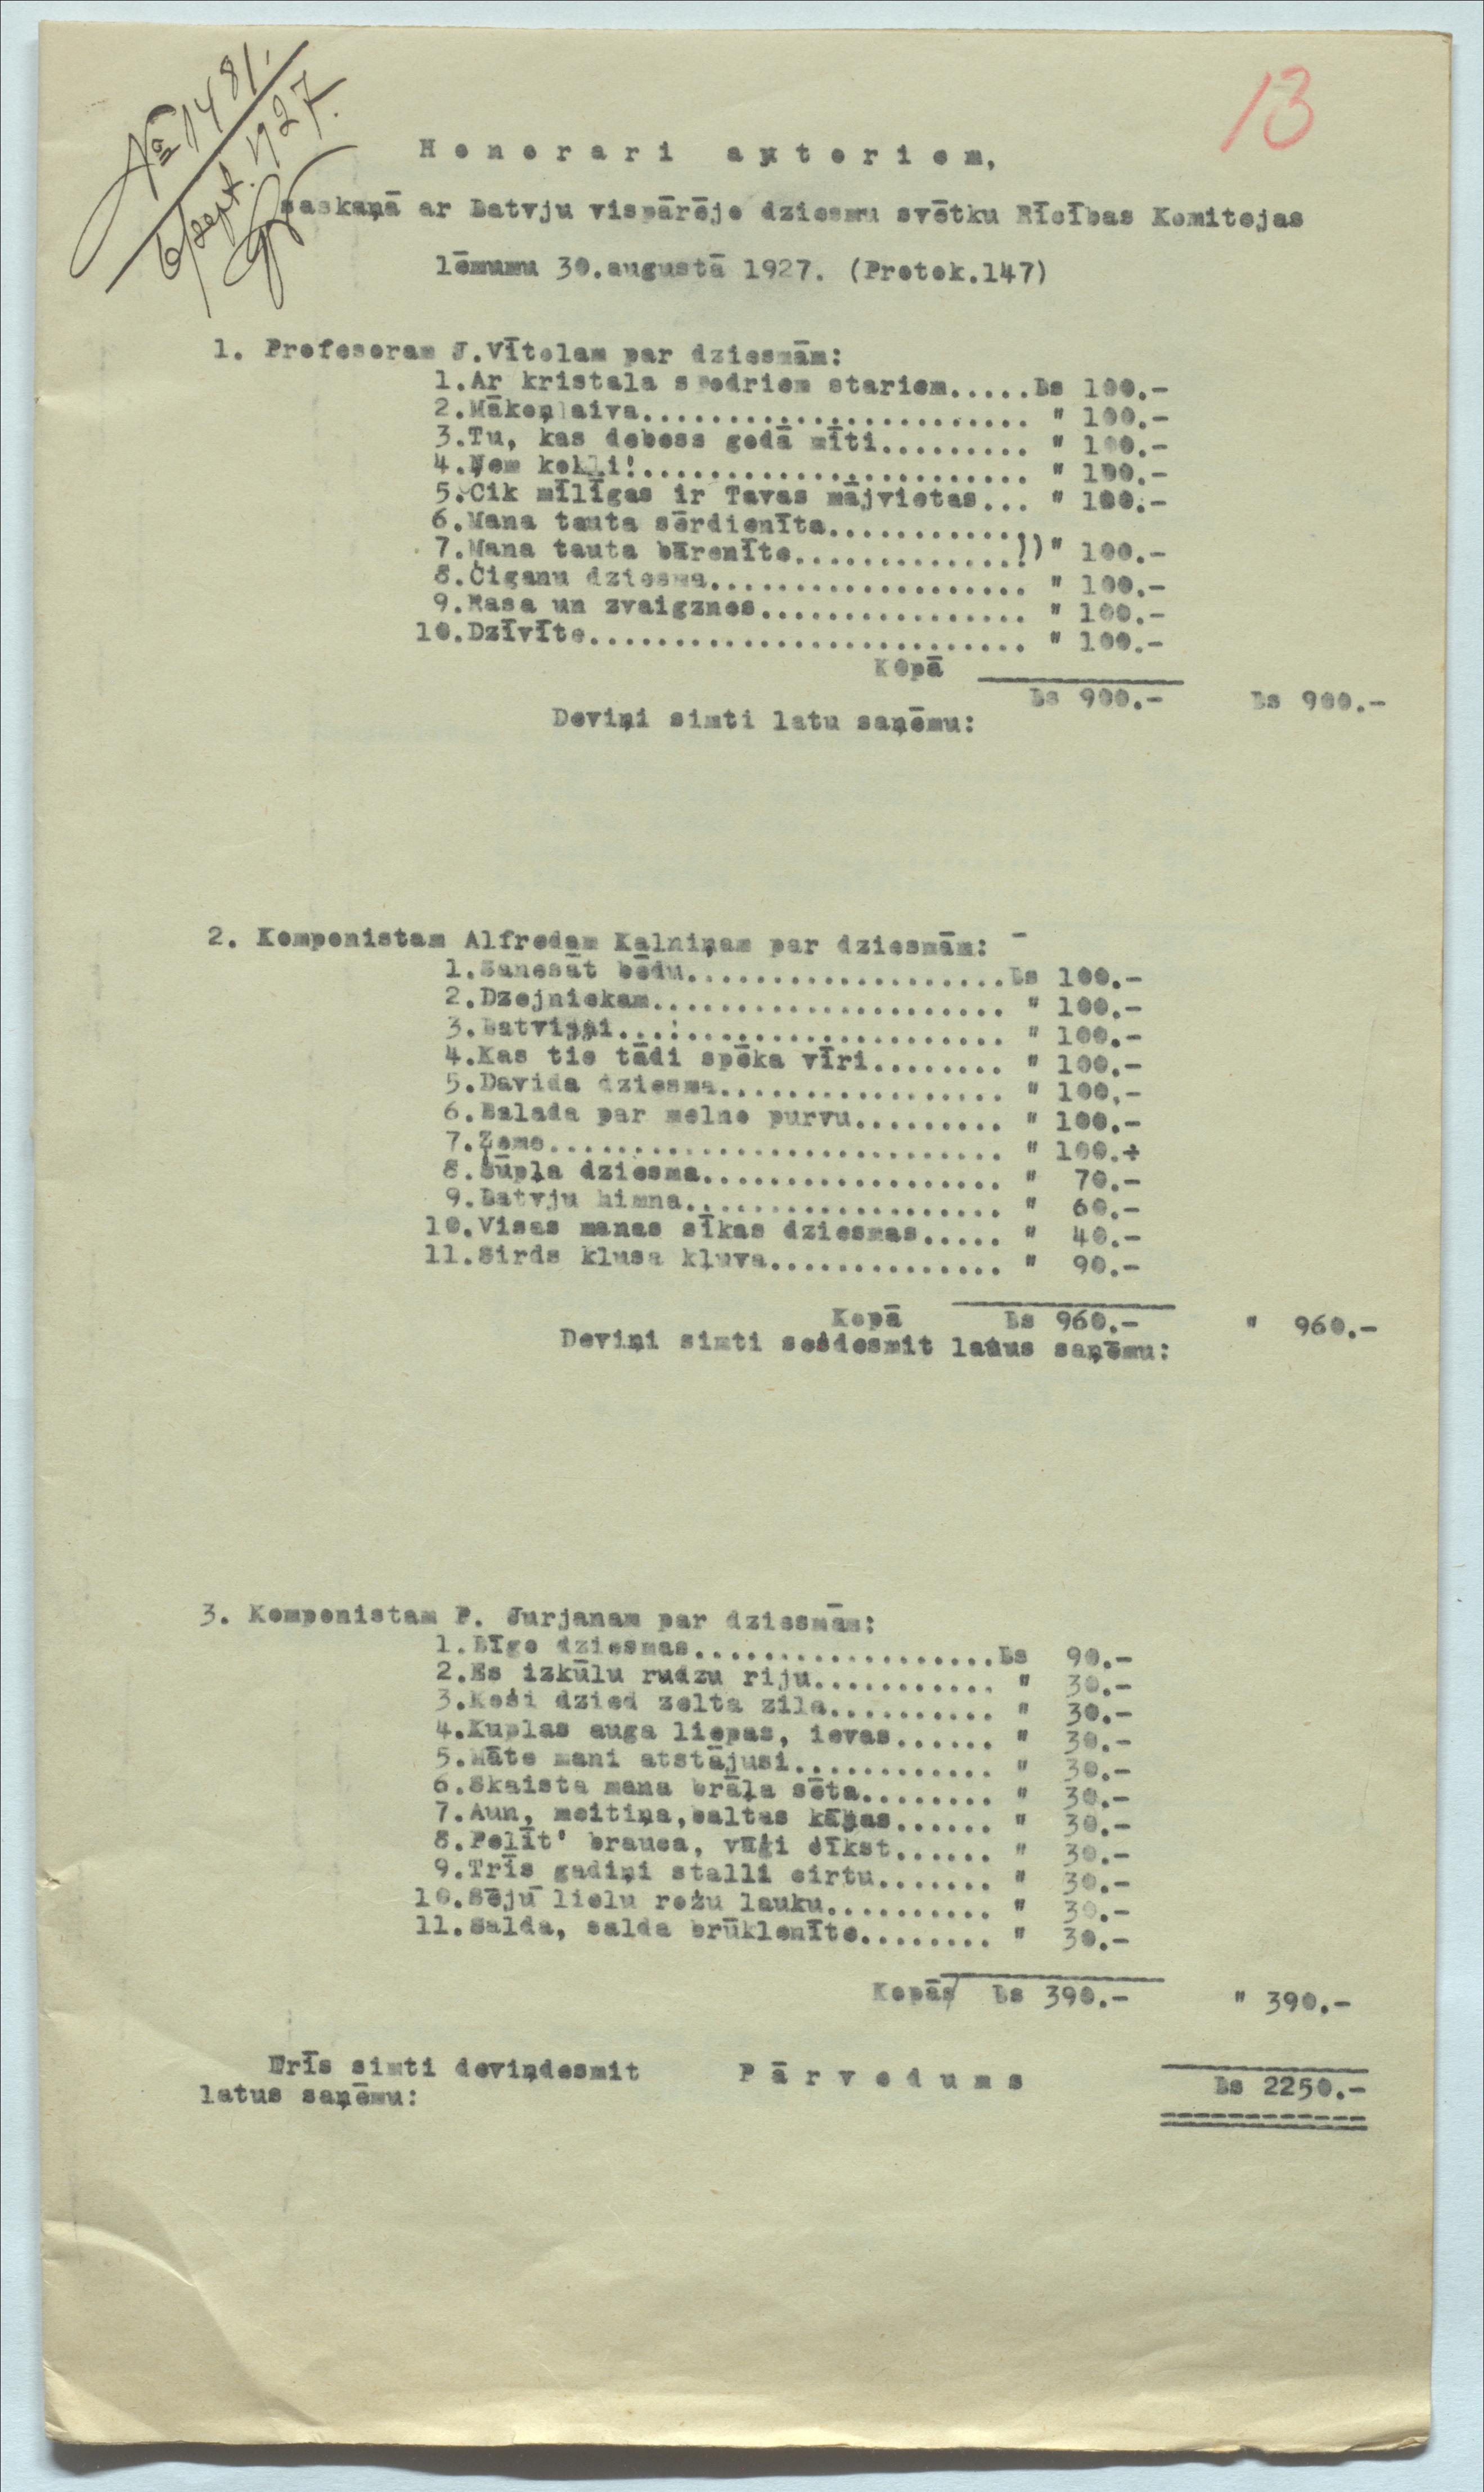 № 1481.
6/sept. 1927.
13
Honorari autoriem,
saskaņā ar Latvju vispārējo dziesmu svētku Rīcības Komitejas
lēmumu 30.augustā 1927. (Protok.147)
1. Profesoram J.Vītolam par dziesmām:
1.Ar kristala spodriem stariem.....Ls 100.-
2.Mākoņlaiva............................. " 100.-
3.Tu, kas debess godā mīti........... " 100.-
4.Ņem kokli!............................. " 100.-
5.Cik mīlīgas ir Tavas mājvietas... " 100.-
6.Mana tauta sērdienīta.............
7.Mana tauta bārenīte...............)) " 100.-
8.Čiganu dziesma....................... " 100.-
9.Rasa un zvaigznes.................... " 100.-
10.Dzīvīte................................ " 100.-
Kopā
Ls 900.- Ls 900.-
Deviņi simti latu saņēmu:
2. Komponistam Alfredam Kalniņam par dziesmām: -
1.Sanesāt bēdu.......................Ls 100.-
2.Dzejniekam.......................... " 100.-
3.Latvijai............................. " 100.-
4.Kas tie tādi spēka vīri........ " 100.-
5.Davida dziesma..................... " 100,-
6.Balada par melno purvu......... " 100.-
7.Zeme................................. " 100.-
8.Šūpļa dziesma...................... " 70.-
9.Latvju himna....................... " 60.-
10.Visas manas sīkas dziesmas..... " 40.-
11.Sirds klusa kļuva............... " 90.-
Kopā Ls 960.- " 960.-
Deviņi simti sešdesmit latus saņēmu:
3. Komponistam P. Jurjanam par dziesmām:
1.Līgo dziesmas.....................Ls 90.-
2.Es izkūlu rudzu riju............ " 30.-
3.Koši dzied zelta zīle........... " 30.-
4.Kuplas auga liepas, ievas...... " 30.-
5.Māte mani atstājusi............. " 30.-
6.Skaista mana brāļa sēta......... " 30.-
7.Aun, meitiņa,baltas kājas...... " 30.-
8.Pelīt' brauca, vāģi čīkst...... " 30.-
9.Trīs gadiņi stalli cirtu....... " 30.-
10.Sēju lielu rožu lauku.......... " 30.-
11.Salda, salda brūklenīte........ " 30.-
Kopās Ls 390.- " 390.-
Trīs simti deviņdesmit Pārvedums Ls 2250.-
latus saņēmu: